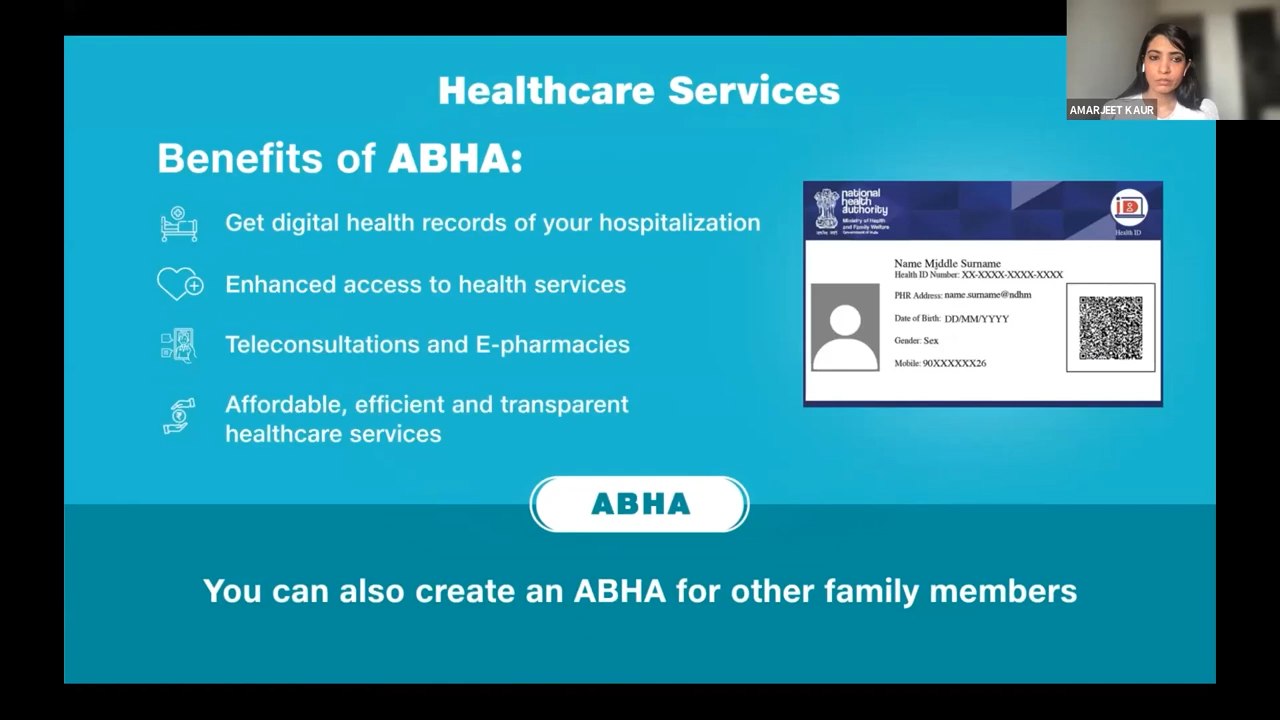 Healthcare Services
AMARJEET KAUR
Benefits of ABHA:
Get digital health records of your hospitalization
Enhanced access to health services
Teleconsultations and E-pharmacies
Affordable, efficient and transparent
healthcare services
national
health
authority
Ministry of Health
and Family Welfare
Health ID
Name Middle Surname
Health ID Number: XX-XXXX-XXXX-XXXX
PHR Address: name.surname@ndhm
Date of Birth: DD/MM/YYYY
Gender: Sex
Mobile: 90XXXXXX26
ABHA
You can also create an ABHA for other family members